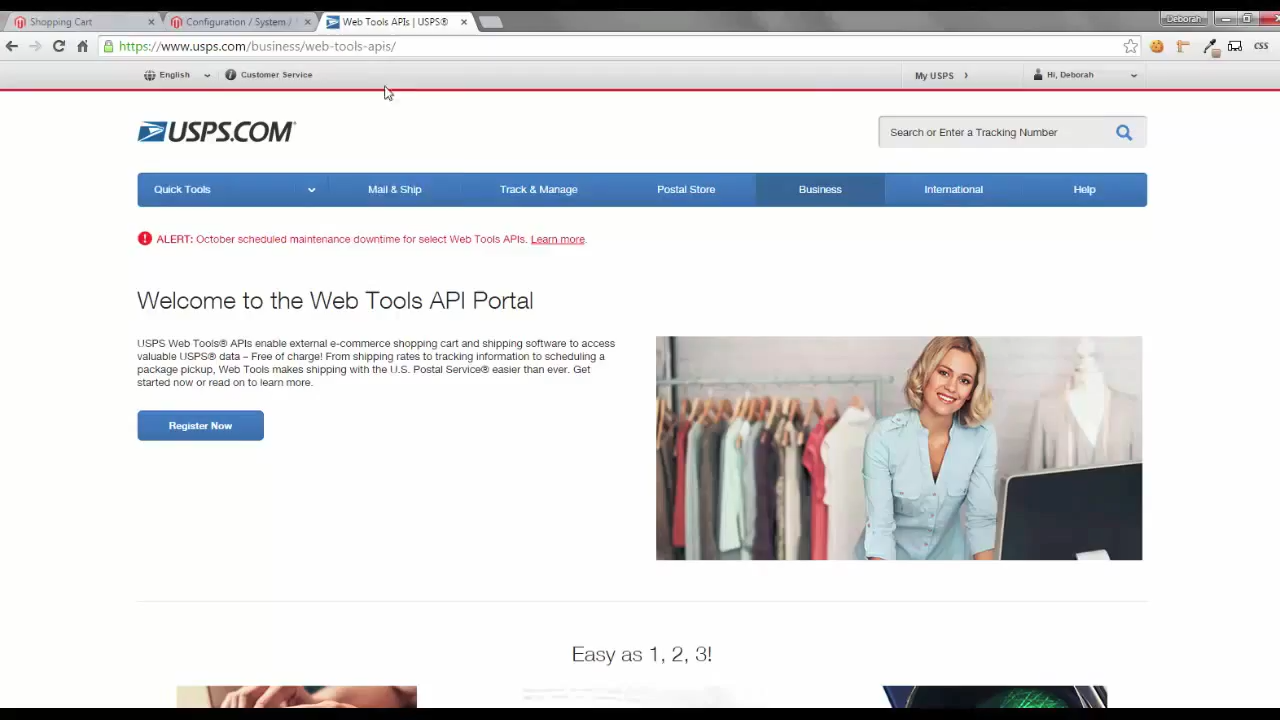 Shopping Cart
Configuration / System /
Web Tools APIs | USPS®
Deborah
https://www.usps.com/business/web-tools-apis/
CSS
English
Customer Service
My USPS
Hi, Deborah
USPS.COM®
Search or Enter a Tracking Number
Quick Tools
Mail & Ship
Track & Manage
Postal Store
Business
International
Help
ALERT: October scheduled maintenance downtime for select Web Tools APIs. Learn more.
Welcome to the Web Tools API Portal
USPS Web Tools® APIs enable external e-commerce shopping cart and shipping software to access
valuable USPS® data – Free of charge! From shipping rates to tracking information to scheduling a
package pickup, Web Tools makes shipping with the U.S. Postal Service® easier than ever. Get
started now or read on to learn more.
Register Now
Easy as 1, 2, 3!